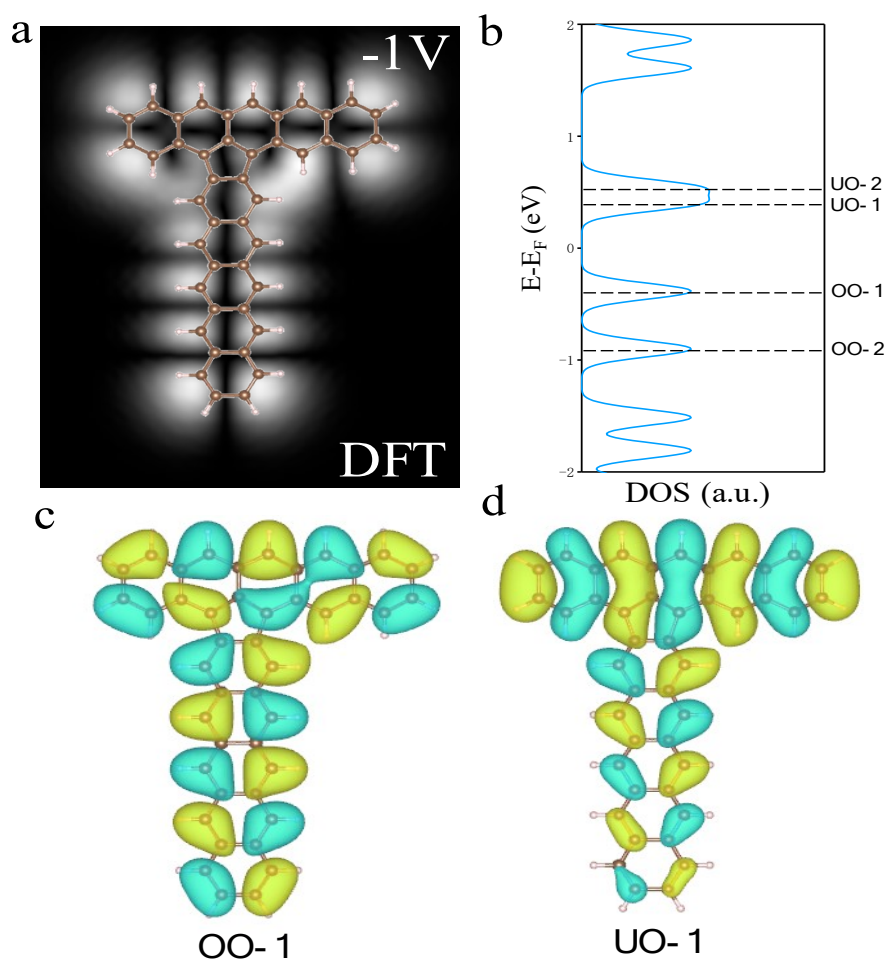 a
-1V
DFT
b
2
1
0
-1
-2
E-E_F (eV)
UO-2
UO-1
OO-1
OO-2
DOS (a.u.)
c
OO-1
d
UO-1